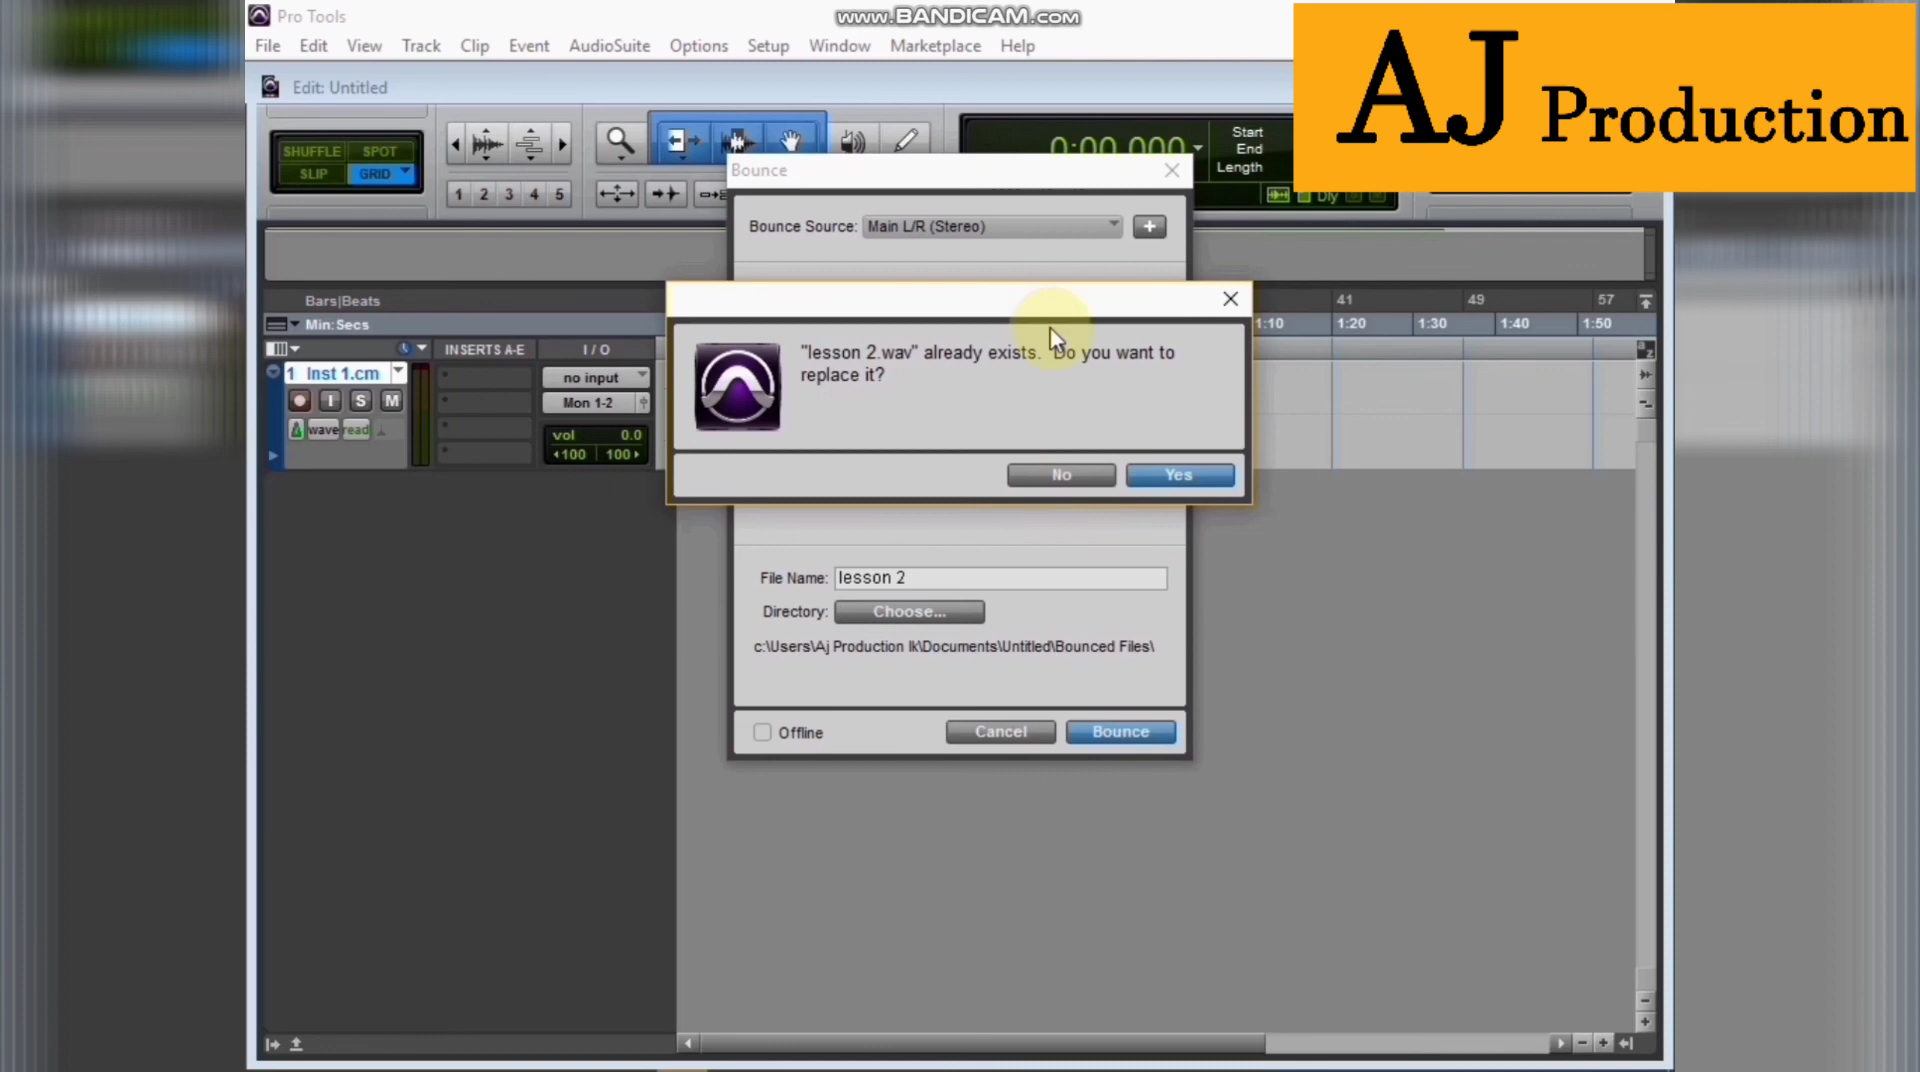 Pro Tools
www.BANDICAM.com
AJ Production
File Edit View Track Clip Event AudioSuite Options Setup Window Marketplace Help
Edit: Untitled
SHUFFLE SPOT
SLIP GRID
1 2 3 4 5
0:00.000
Start
End
Length
Dly
Bounce
Bounce Source: Main L/R (Stereo)
Bars|Beats
41 49 57
Min:Secs
1:10 1:20 1:30 1:40 1:50
INSERTS A-E I / O
1 Inst 1.cm
no input
I S M
Mon 1-2
wave read
vol 0.0
100 100
"lesson 2.wav" already exists. Do you want to
replace it?
No Yes
File Name: lesson 2
Directory: Choose...
c:\Users\Aj Production lk\Documents\Untitled\Bounced Files\
Offline Cancel Bounce